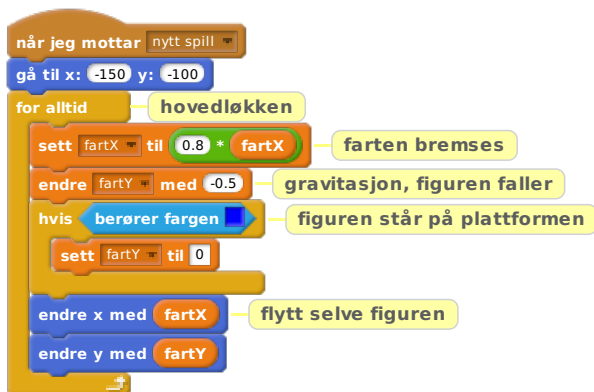 når jeg mottar nytt spill
gå til x: -150 y: -100
for alltid hovedløkken
sett fartX til 0.8 * fartX farten bremses
endre fartY med -0.5 gravitasjon, figuren faller
hvis berører fargen figuren står på plattformen
sett fartY til 0
endre x med fartX flytt selve figuren
endre y med fartY